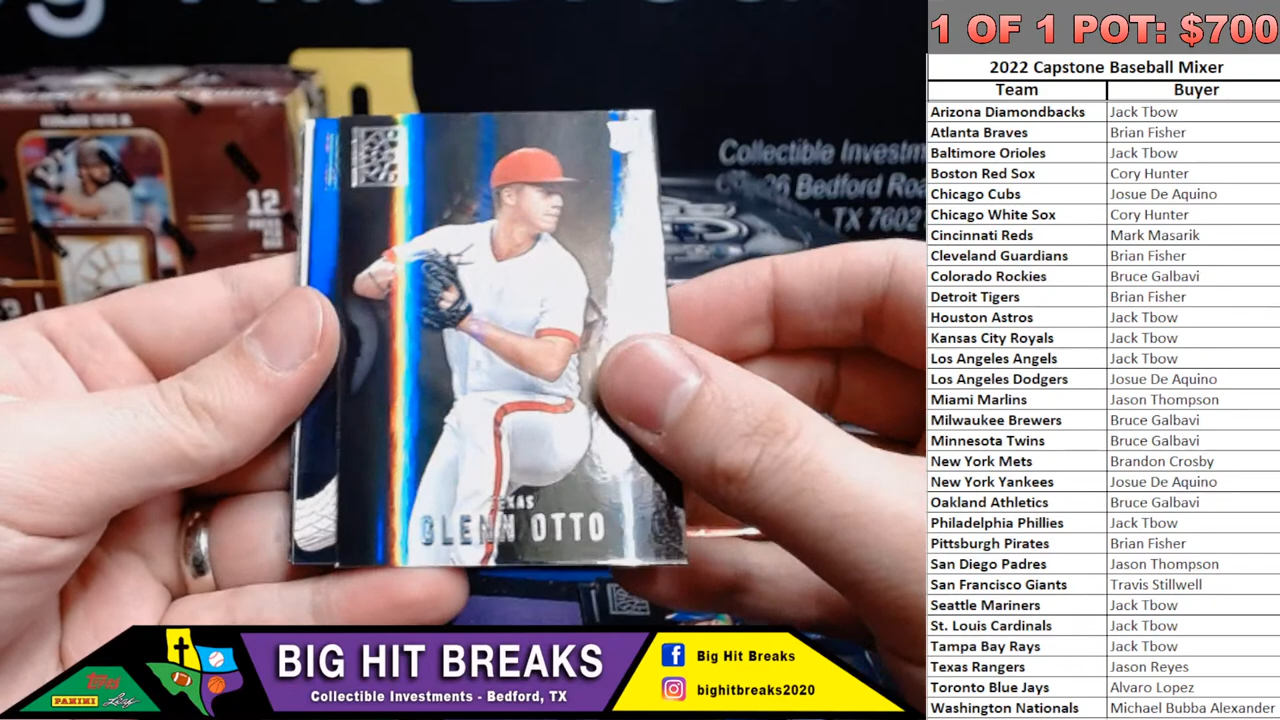 1 OF 1 POT: $700
2022 Capstone Baseball Mixer
Team Buyer
Arizona Diamondbacks Jack Tbow
Atlanta Braves Brian Fisher
Baltimore Orioles Jack Tbow
Boston Red Sox Cory Hunter
Chicago Cubs Josue De Aquino
Chicago White Sox Cory Hunter
Cincinnati Reds Mark Masarik
Cleveland Guardians Brian Fisher
Colorado Rockies Bruce Galbavi
Detroit Tigers Brian Fisher
Houston Astros Jack Tbow
Kansas City Royals Jack Tbow
Los Angeles Angels Jack Tbow
Los Angeles Dodgers Josue De Aquino
Miami Marlins Jason Thompson
Milwaukee Brewers Bruce Galbavi
Minnesota Twins Bruce Galbavi
New York Mets Brandon Crosby
New York Yankees Josue De Aquino
Oakland Athletics Bruce Galbavi
Philadelphia Phillies Jack Tbow
Pittsburgh Pirates Brian Fisher
San Diego Padres Jason Thompson
San Francisco Giants Travis Stillwell
Seattle Mariners Jack Tbow
St. Louis Cardinals Jack Tbow
Tampa Bay Rays Jack Tbow
Texas Rangers Jason Reyes
Toronto Blue Jays Alvaro Lopez
Washington Nationals Michael Bubba Alexander
Collectible Investm
Bedford Roa
TX 7602
12
TEXAS
GLENN OTTO
BIG HIT BREAKS
Collectible Investments - Bedford, TX
Big Hit Breaks
bighitbreaks2020
Topps
PANINI
Leaf